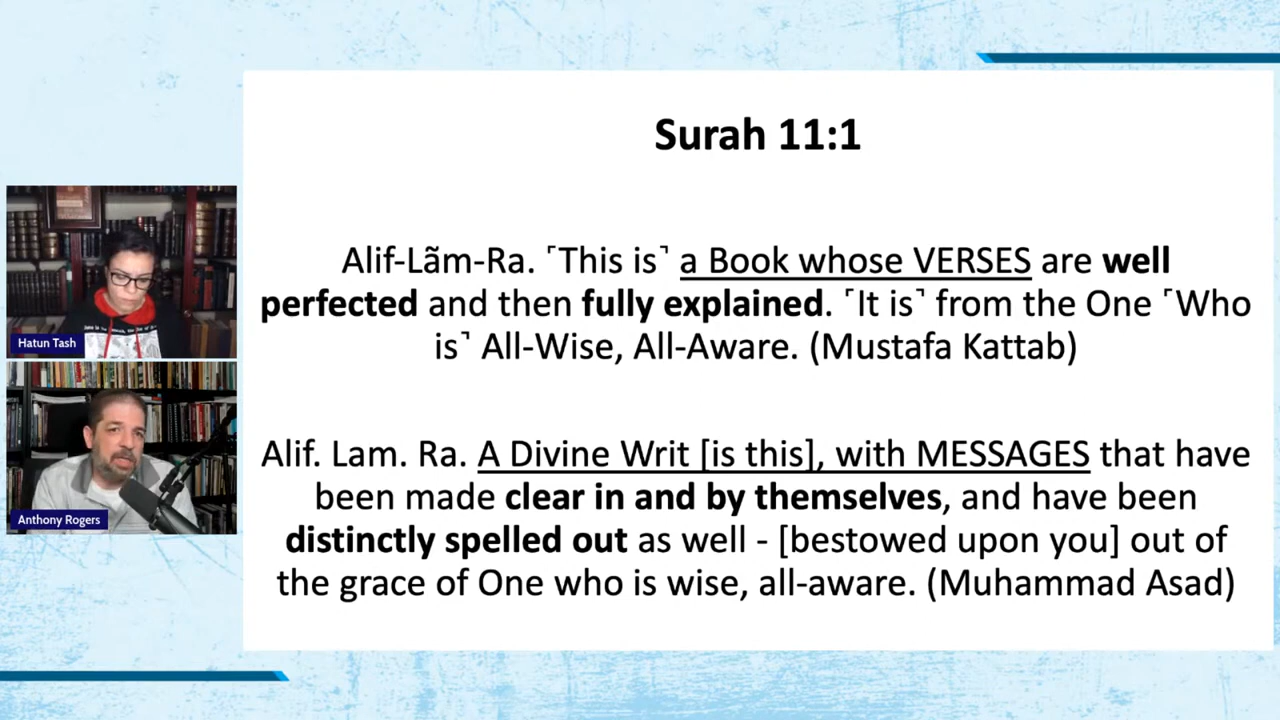 Surah 11:1
Alif-Lãm-Ra. ˹This is˺ a Book whose VERSES are well
perfected and then fully explained. ˹It is˺ from the One ˹Who
is˺ All-Wise, All-Aware. (Mustafa Kattab)
Alif. Lam. Ra. A Divine Writ [is this], with MESSAGES that have
been made clear in and by themselves, and have been
distinctly spelled out as well - [bestowed upon you] out of
the grace of One who is wise, all-aware. (Muhammad Asad)
Hatun Tash
Anthony Rogers